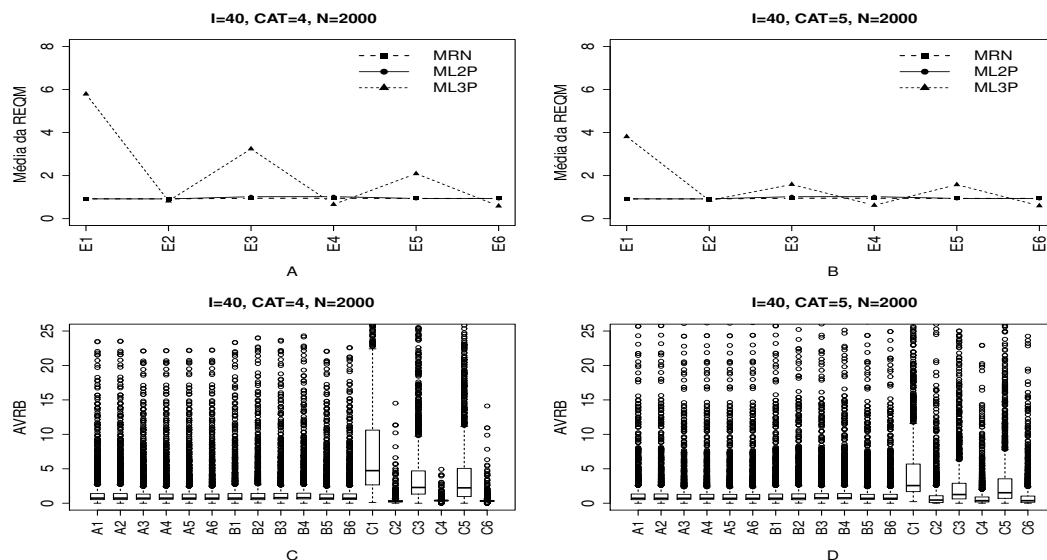 I=40, CAT=4, N=2000
Média da REQM
8
6
4
2
0
MRN
ML2P
ML3P
E1 E2 E3 E4 E5 E6
A
I=40, CAT=5, N=2000
Média da REQM
8
6
4
2
0
MRN
ML2P
ML3P
E1 E2 E3 E4 E5 E6
B
I=40, CAT=4, N=2000
AVRB
25
20
15
10
5
0
A1 A2 A3 A4 A5 A6 B1 B2 B3 B4 B5 B6 C1 C2 C3 C4 C5 C6
C
I=40, CAT=5, N=2000
AVRB
25
20
15
10
5
0
A1 A2 A3 A4 A5 A6 B1 B2 B3 B4 B5 B6 C1 C2 C3 C4 C5 C6
D